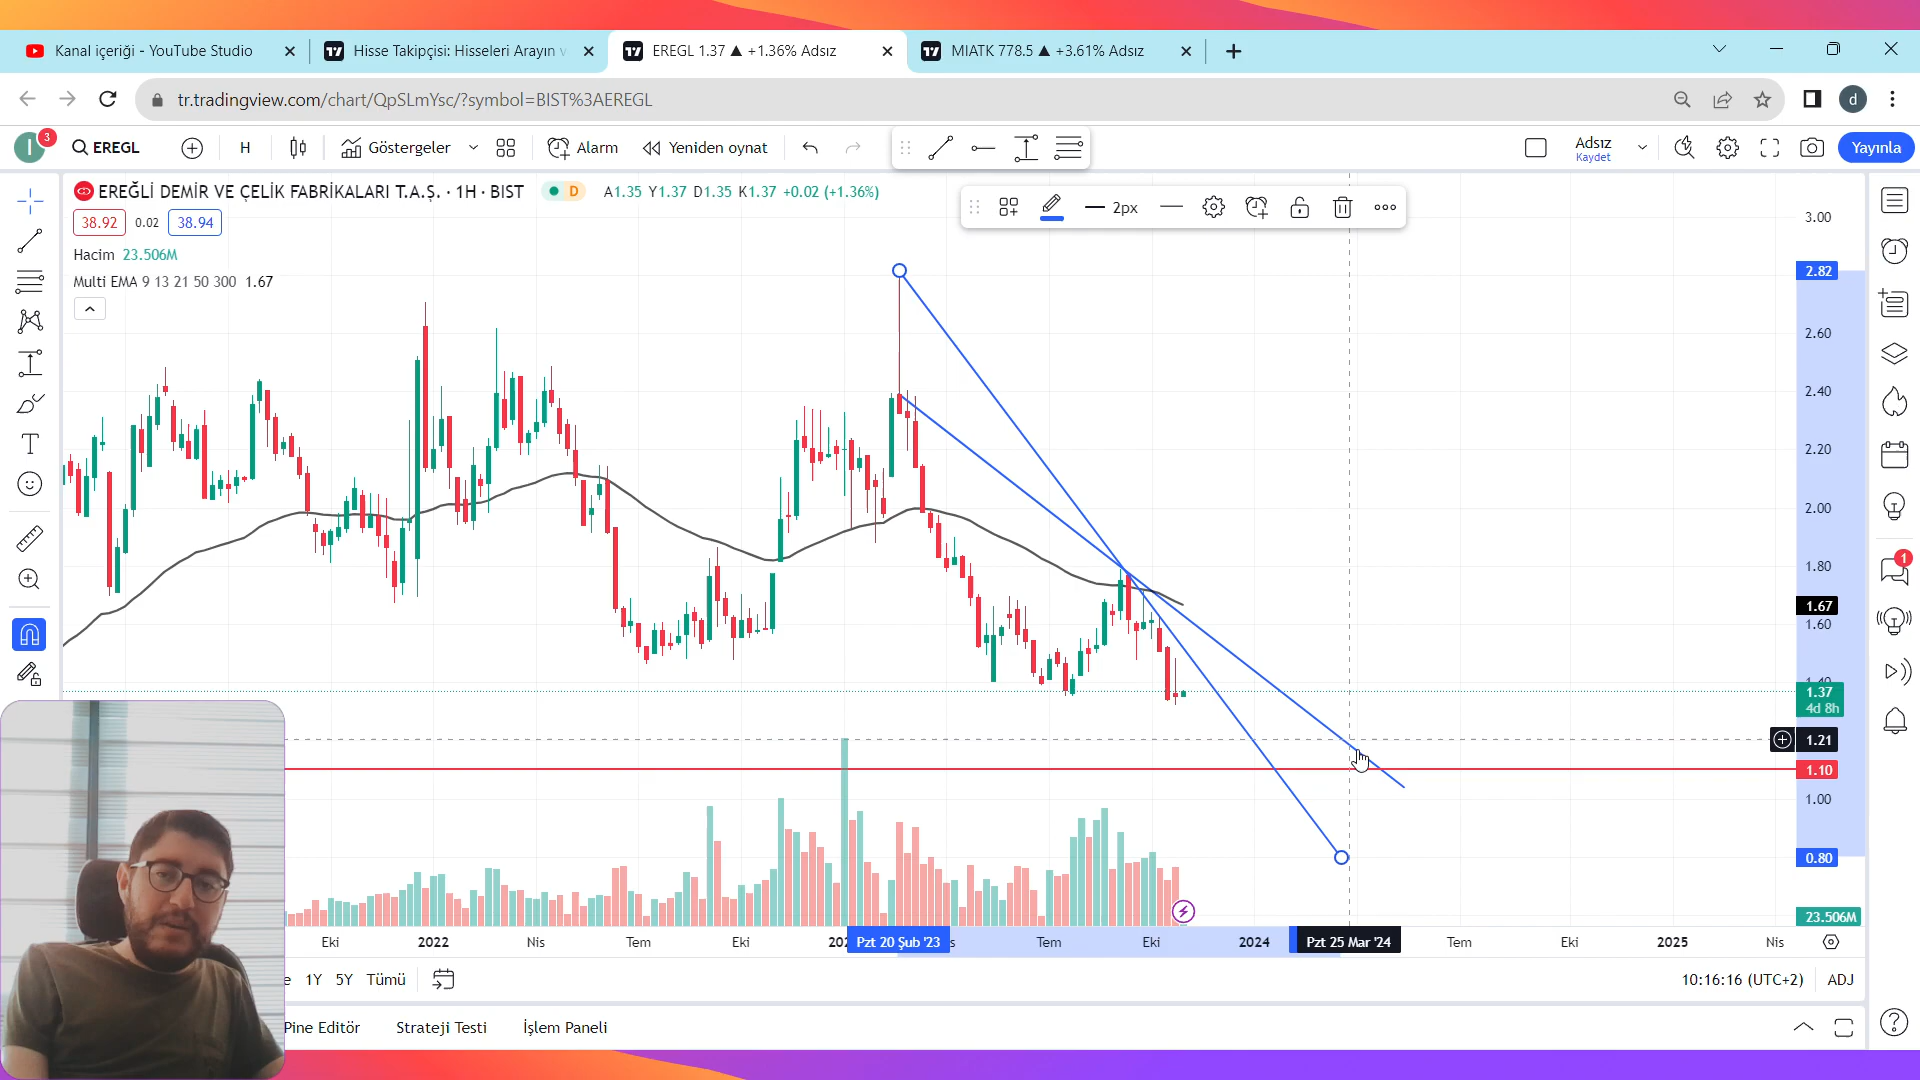 Kanal içeriği - YouTube Studio
Hisse Takipçisi: Hisseleri Arayın v
EREGL 1.37 ▲ +1.36% Adsız
MIATK 778.5 ▲ +3.61% Adsız
tr.tradingview.com/chart/QpSLmYsc/?symbol=BIST%3AEREGL
d
I
3
EREGL
H
Göstergeler
Alarm
Yeniden oynat
Adsız
Kaydet
Yayınla
EREĞLİ DEMİR VE ÇELİK FABRİKALARI T.A.Ş. · 1H · BIST
D
A1.35 Y1.37 D1.35 K1.37 +0.02 (+1.36%)
2px
38.92 0.02 38.94
Hacim 23.506M
Multi EMA 9 13 21 50 300 1.67
3.00
2.82
2.60
2.40
2.20
2.00
1.80
1.67
1.60
1.40
1.37
4d 8h
1.21
1.10
1.00
0.80
23.506M
1
Eki 2022 Nis Tem Eki 202 Pzt 20 Şub '23 s Tem Eki 2024 Pzt 25 Mar '24 Tem Eki 2025 Nis
e 1Y 5Y Tümü
10:16:16 (UTC+2) ADJ
Pine Editör Strateji Testi İşlem Paneli